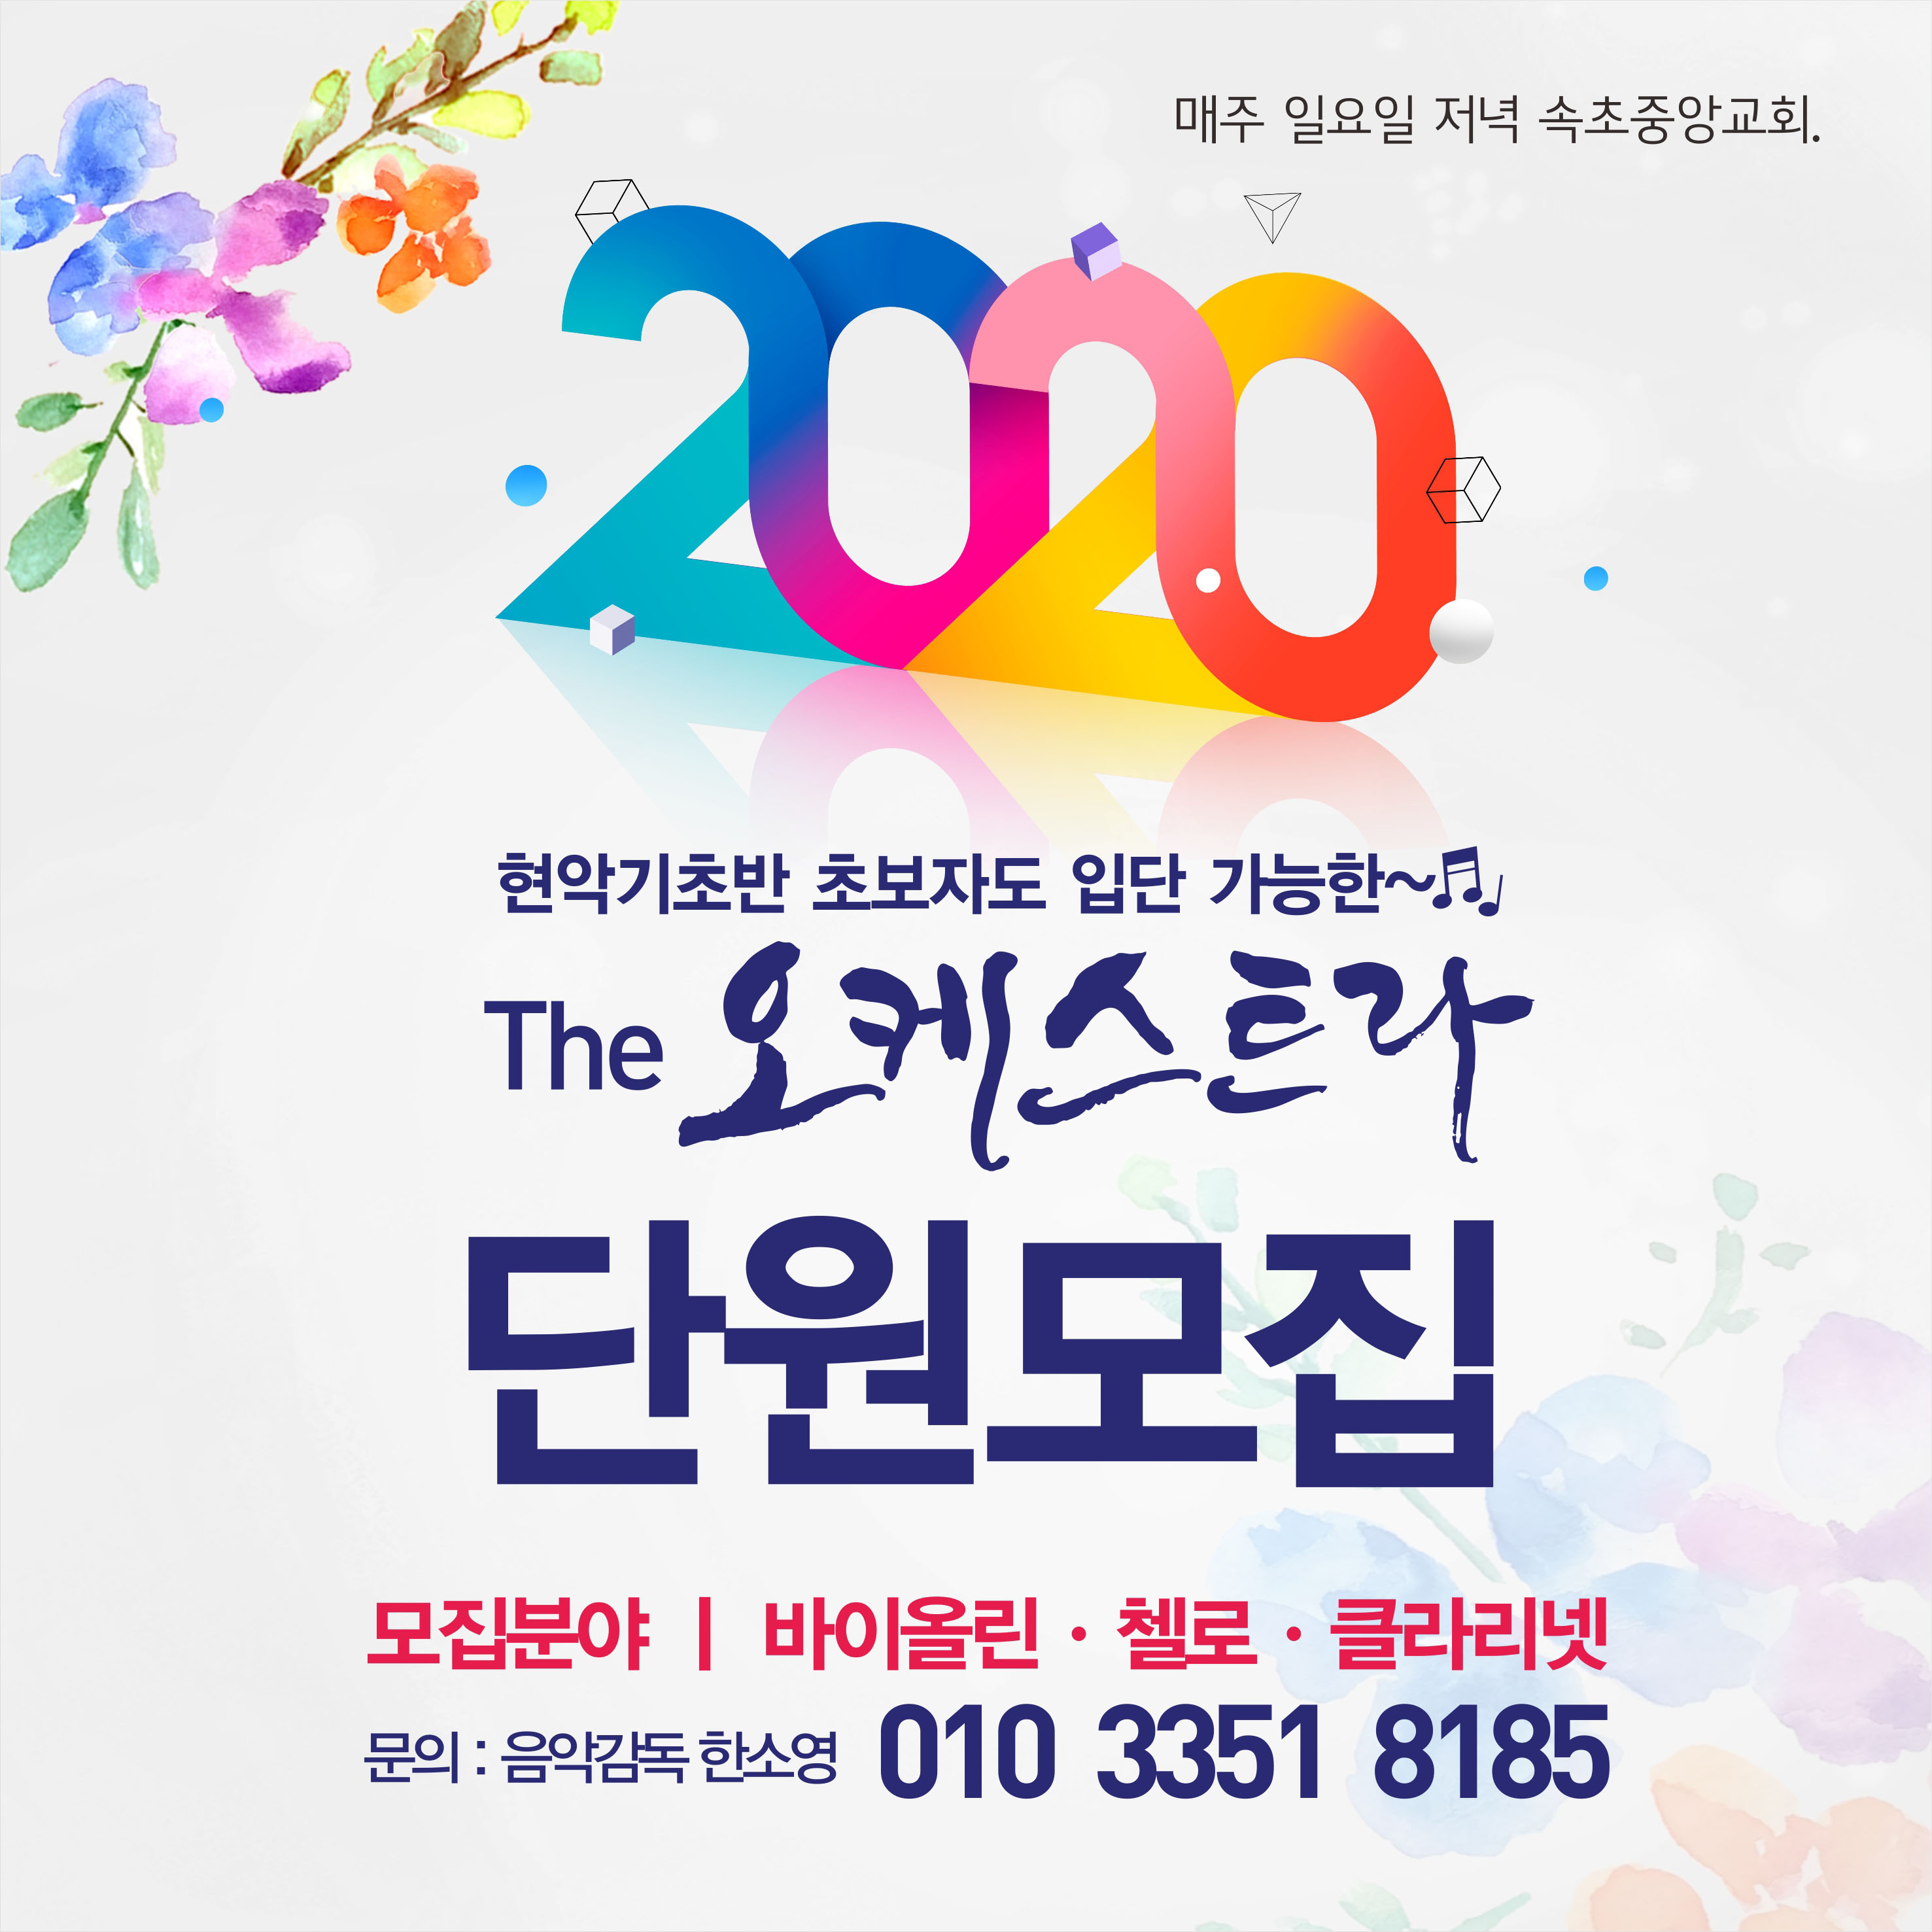 매주 일요일 저녁 속초중앙교회.
2020
현악기초반 초보자도 입단 가능한~
The 오케스트라
단원모집
모집분야 | 바이올린 · 첼로 · 클라리넷
문의 : 음악감독 한소영 010 3351 8185